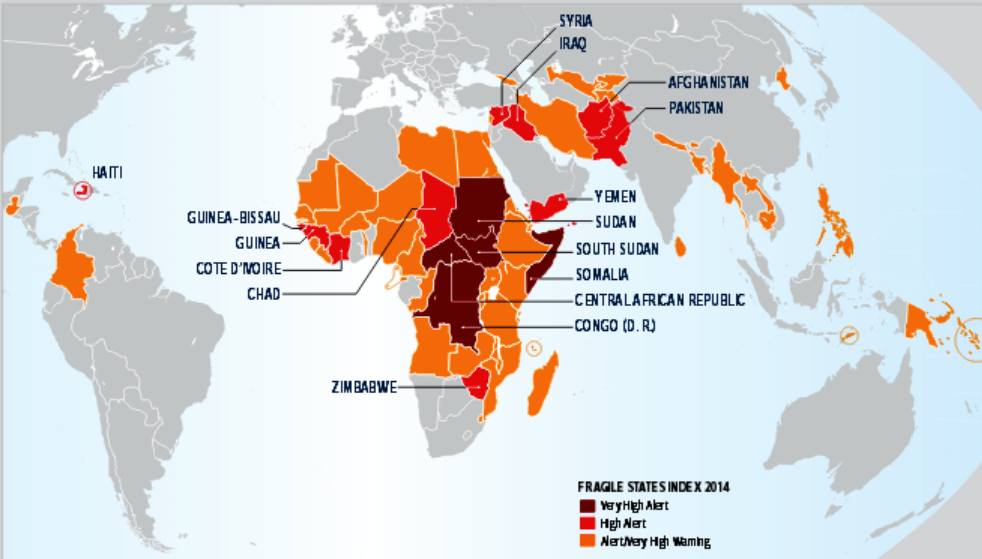 SYRIA
IRAQ
AFGHANISTAN
PAKISTAN
HAITI
YEMEN
GUINEA-BISSAU
SUDAN
GUINEA
SOUTH SUDAN
COTE D'IVOIRE
SOMALIA
CHAD
CENTRAL AFRICAN REPUBLIC
CONGO (D. R.)
ZIMBABWE
FRAGILE STATES INDEX 2014
Very High Alert
High Alert
Alert/Very High Warning